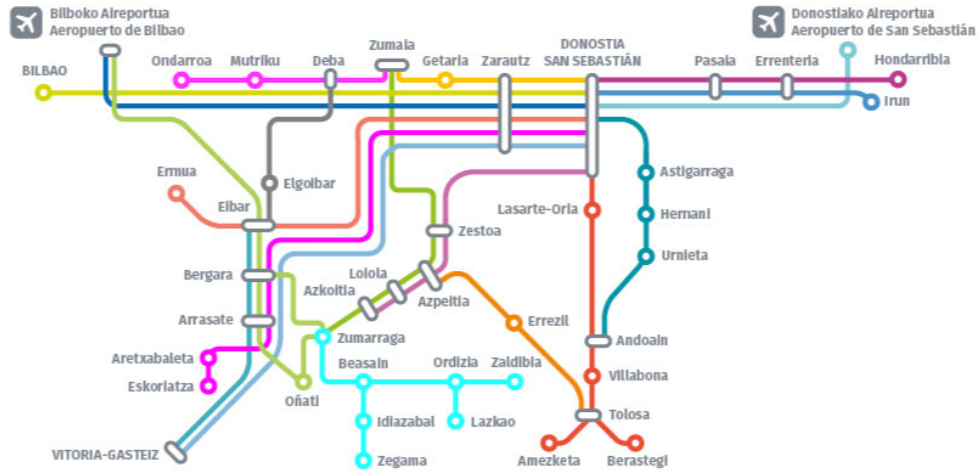 Bilboko Aireportua
Aeropuerto de Bilbao
Donostiako Aireportua
Aeropuerto de San Sebastián
BILBAO
Ondarroa
Mutriku
Deba
Zumaia
Getaria
Zarautz
DONOSTIA
SAN SEBASTIÁN
Pasaia
Errenteria
Hondarribia
Irun
Ermua
Elgoibar
Astigarraga
Eibar
Lasarte-Oria
Hernani
Zestoa
Urnieta
Bergara
Loiola
Azkoitia
Azpeitia
Arrasate
Errezil
Zumarraga
Andoain
Aretxabaleta
Beasain
Ordizia
Zaldibia
Villabona
Eskoriatza
Oñati
Idiazabal
Lazkao
Tolosa
VITORIA-GASTEIZ
Zegama
Amezketa
Berastegi